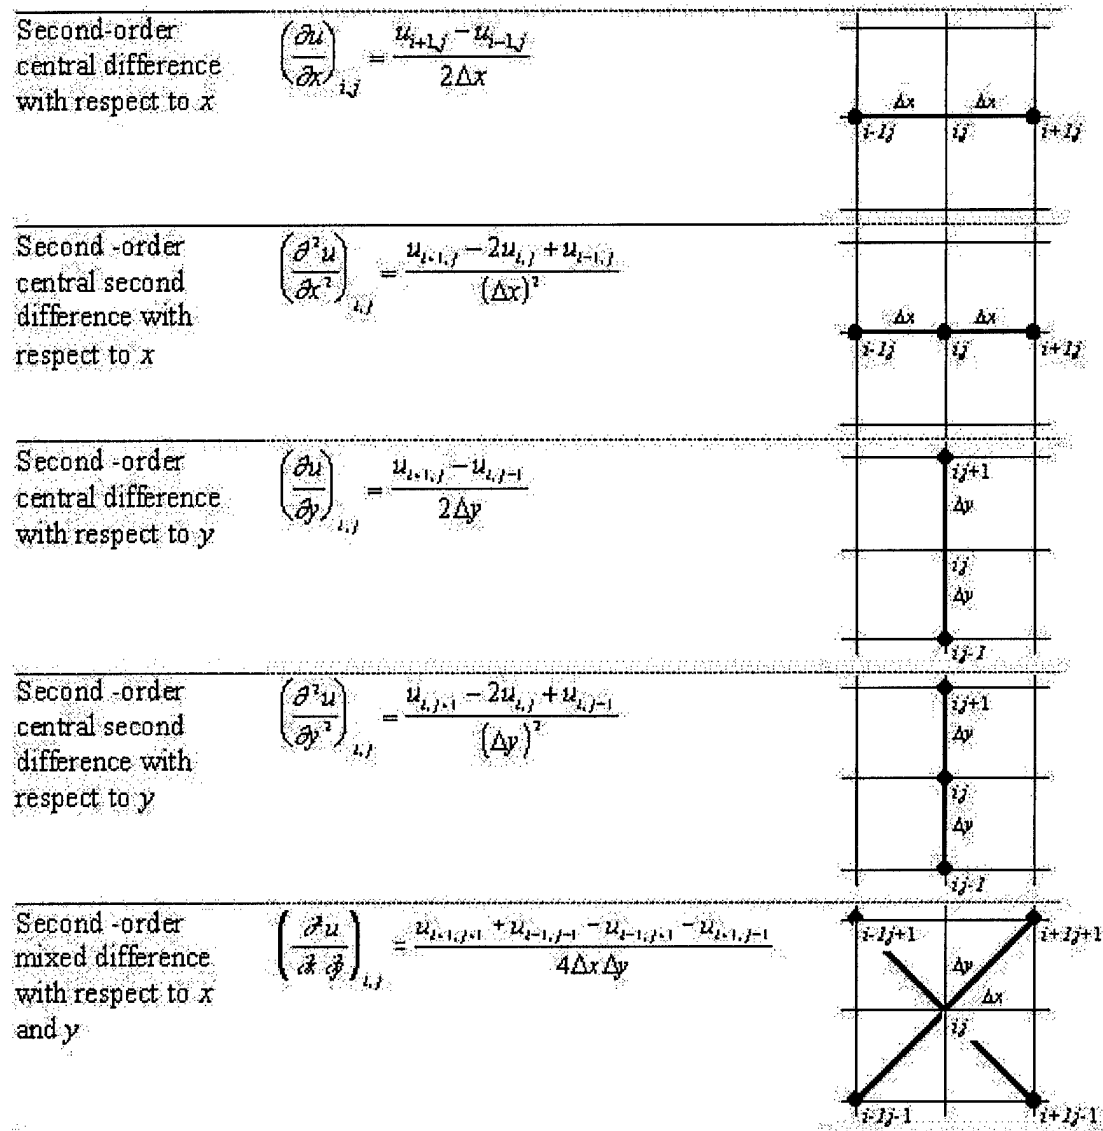 Second-order
central difference
with respect to x
(∂u/∂x)i,j = (ui+1,j − ui−1,j) / 2Δx
Δx Δx
i-1j ij i+1j
Second -order
central second
difference with
respect to x
(∂²u/∂x²)i,j = (ui+1,j − 2ui,j + ui−1,j) / (Δx)²
Δx Δx
i-1j ij i+1j
Second -order
central difference
with respect to y
(∂u/∂y)i,j = (ui+1,j − ui,j−1) / 2Δy
ij+1
Δy
ij
Δy
ij-1
Second -order
central second
difference with
respect to y
(∂²u/∂y²)i,j = (ui,j+1 − 2ui,j + ui,j−1) / (Δy)²
ij+1
Δy
ij
Δy
ij-1
Second -order
mixed difference
with respect to x
and y
(∂²u/∂x ∂y)i,j = (ui+1,j+1 + ui−1,j−1 − ui−1,j+1 − ui+1,j−1) / 4ΔxΔy
i-1j+1 i+1j+1
Δy
Δx
ij
i-1j-1 i+1j-1